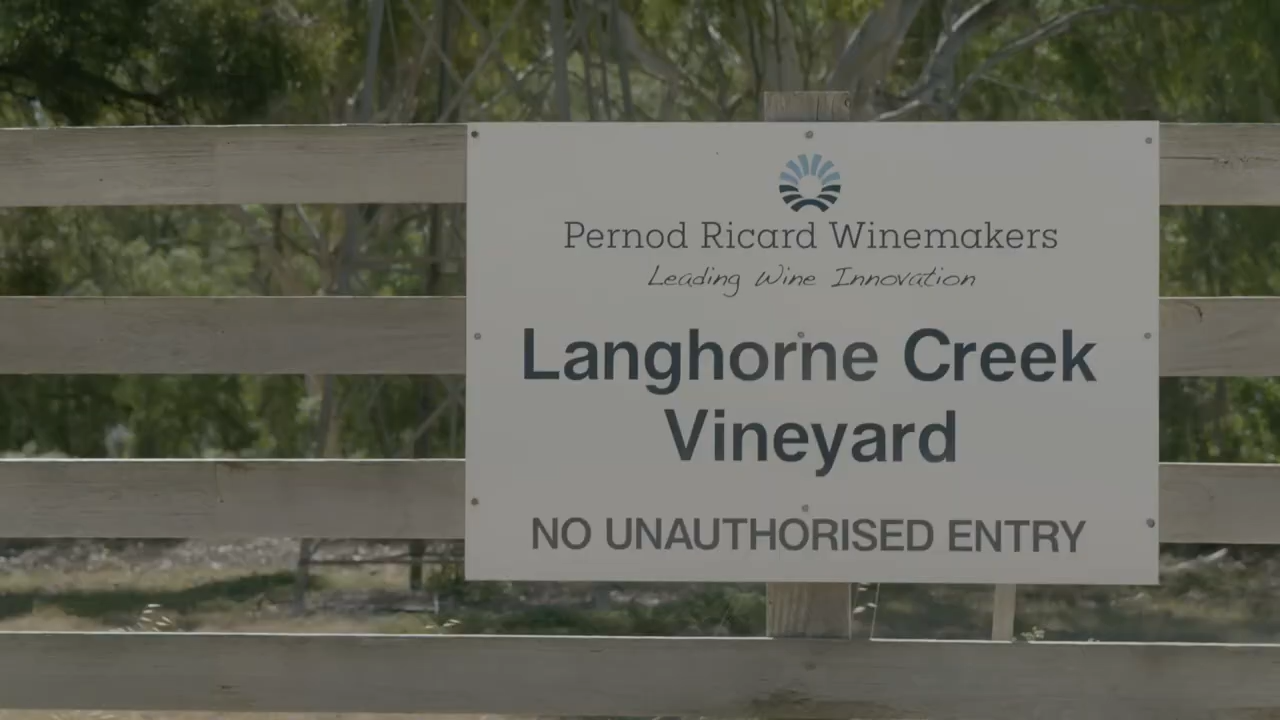 Pernod Ricard Winemakers
Leading Wine Innovation
Langhorne Creek
Vineyard
NO UNAUTHORISED ENTRY